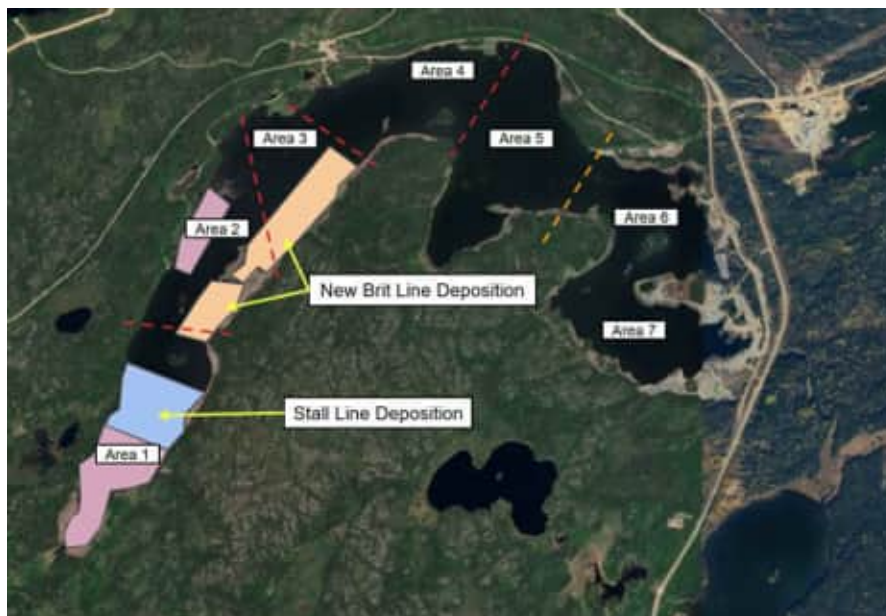 Area 4
Area 3
Area 5
Area 2
Area 6
New Brit Line Deposition
Area 7
Stall Line Deposition
Area 1